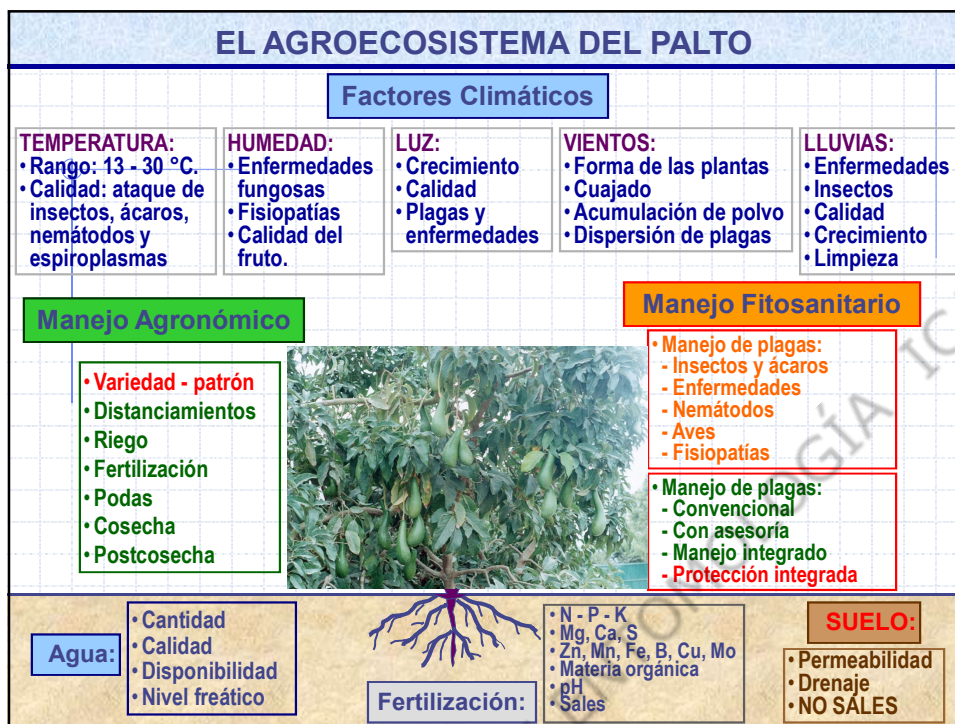 EL AGROECOSISTEMA DEL PALTO
Factores Climáticos
TEMPERATURA:
• Rango: 13 - 30 °C.
• Calidad: ataque de
insectos, ácaros,
nemátodos y
espiroplasmas
HUMEDAD:
• Enfermedades
fungosas
• Fisiopatías
• Calidad del
fruto.
LUZ:
• Crecimiento
• Calidad
• Plagas y
enfermedades
VIENTOS:
• Forma de las plantas
• Cuajado
• Acumulación de polvo
• Dispersión de plagas
LLUVIAS:
• Enfermedades
• Insectos
• Calidad
• Crecimiento
• Limpieza
Manejo Agronómico
• Variedad - patrón
• Distanciamientos
• Riego
• Fertilización
• Podas
• Cosecha
• Postcosecha
Manejo Fitosanitario
• Manejo de plagas:
- Insectos y ácaros
- Enfermedades
- Nemátodos
- Aves
- Fisiopatías
• Manejo de plagas:
- Convencional
- Con asesoría
- Manejo integrado
- Protección integrada
Agua:
• Cantidad
• Calidad
• Disponibilidad
• Nivel freático
Fertilización:
• N - P - K
• Mg, Ca, S
• Zn, Mn, Fe, B, Cu, Mo
• Materia orgánica
• pH
• Sales
SUELO:
• Permeabilidad
• Drenaje
• NO SALES
ENTOMOLOGÍA IC